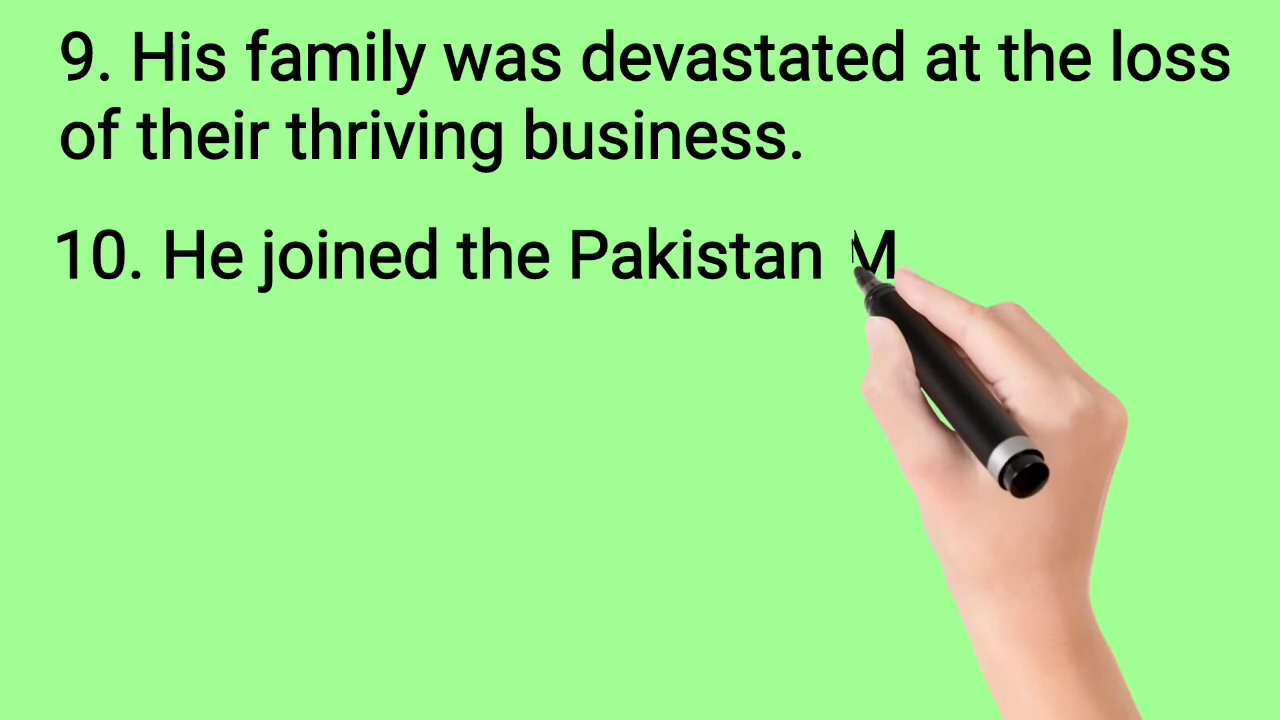 9. His family was devastated at the loss
of their thriving business.
10. He joined the Pakistan M